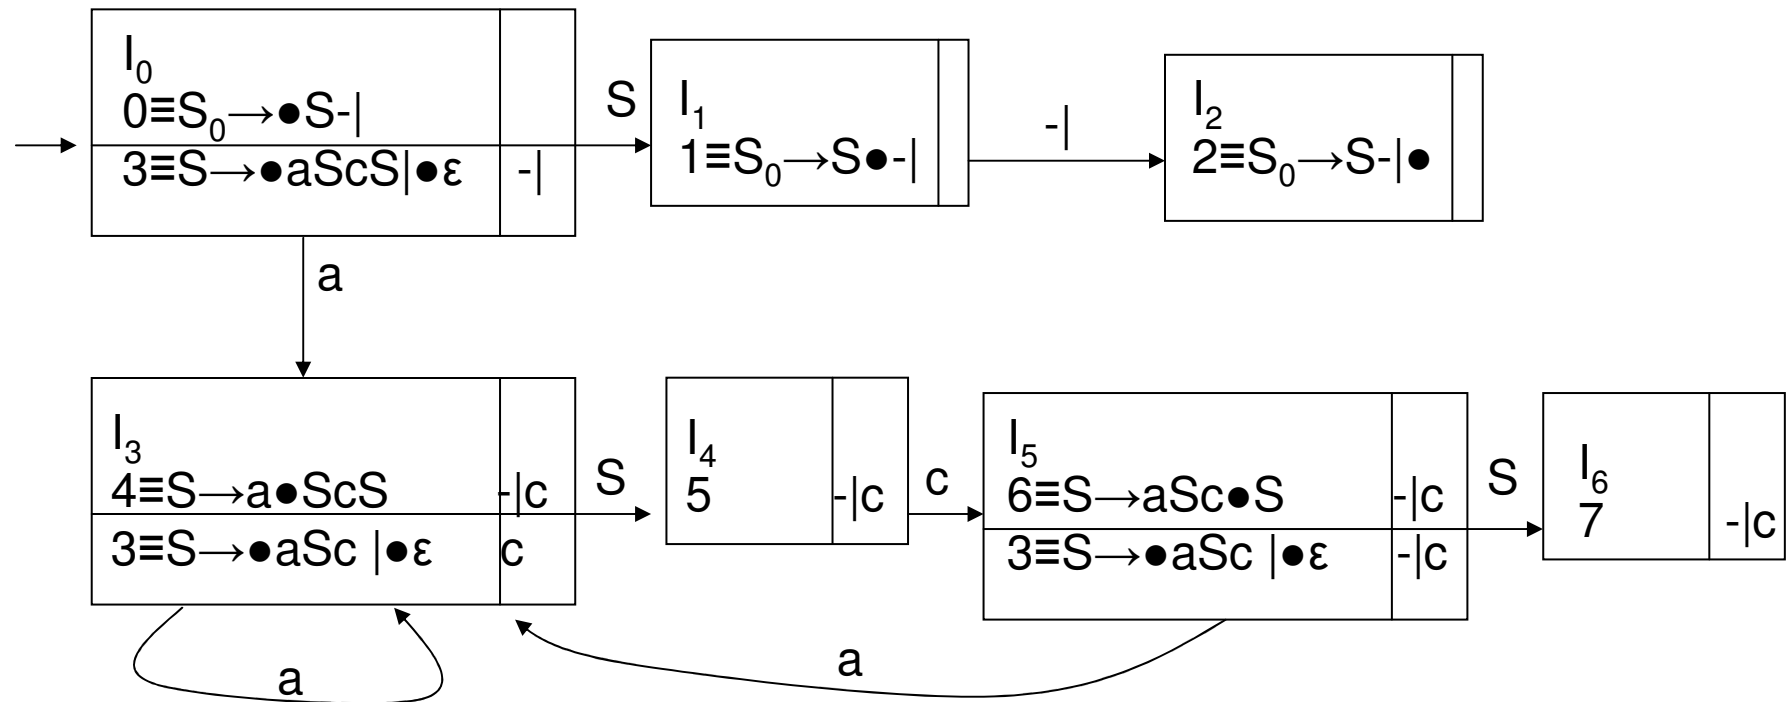 I₀
0≡S₀→●S-|
3≡S→●aScS|●ε -|
S
I₁
1≡S₀→S●-|
-|
I₂
2≡S₀→S-|●
a
I₃
4≡S→a●ScS -|c
3≡S→●aSc |●ε c
S
I₄
5 -|c
c
I₅
6≡S→aSc●S -|c
3≡S→●aSc |●ε -|c
S
I₆
7 -|c
a
a